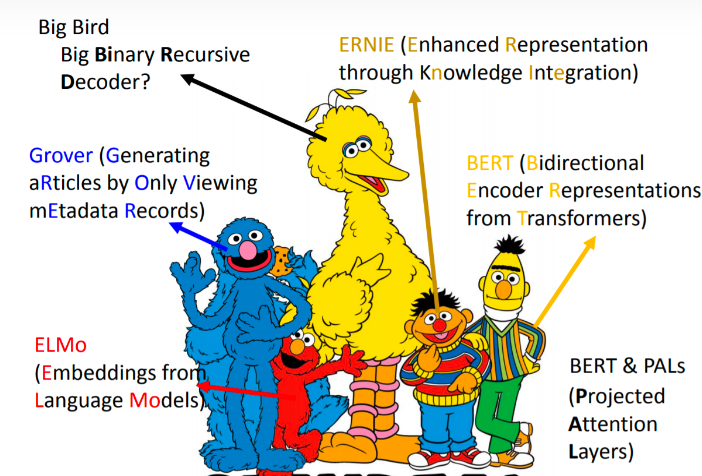 Big Bird
Big Binary Recursive
Decoder?
ERNIE (Enhanced Representation
through Knowledge Integration)
Grover (Generating
aRticles by Only Viewing
mEtadata Records)
BERT (Bidirectional
Encoder Representations
from Transformers)
ELMo
(Embeddings from
Language Models)
BERT & PALs
(Projected
Attention
Layers)